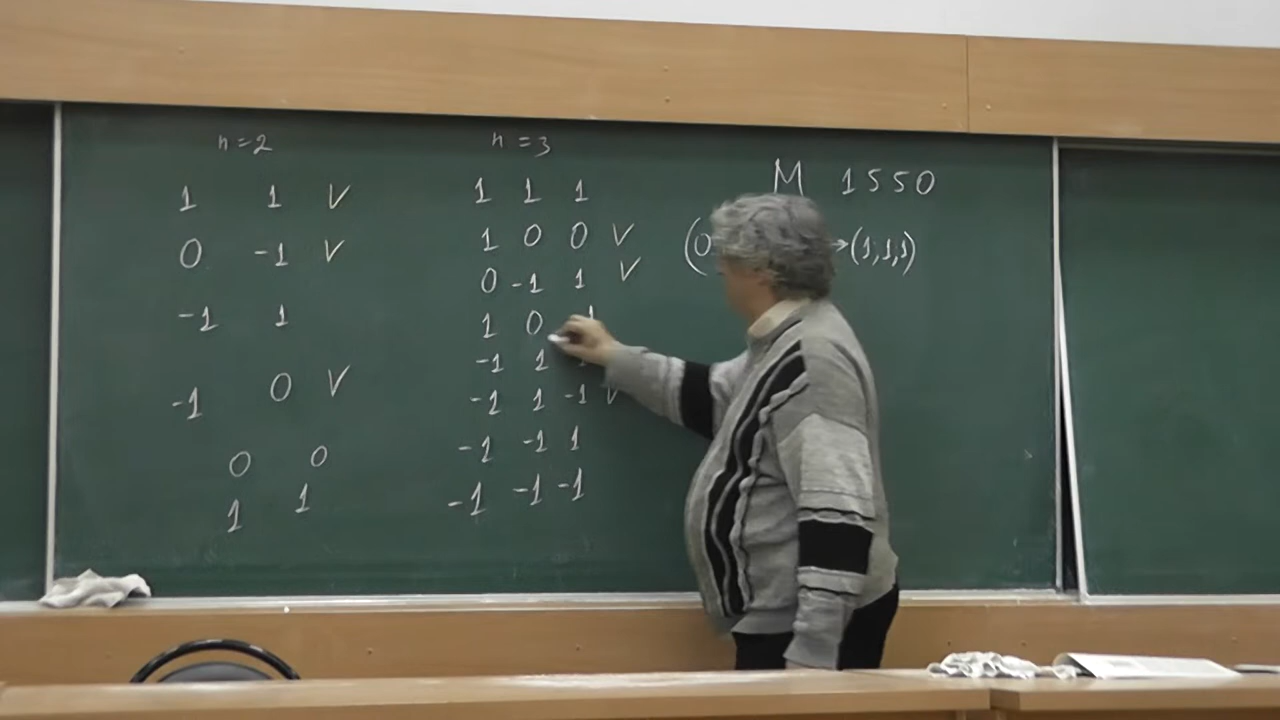 n=2
1 1 V
0 -1 V
-1 1
-1 0 V
0 0
1 1
n=3
1 1 1
1 0 0 V
0 -1 1 V
1 0
-1 1
-1 1 -1 V
-1 -1 1
-1 -1 -1
M 1550
(0 →(1;1,1)